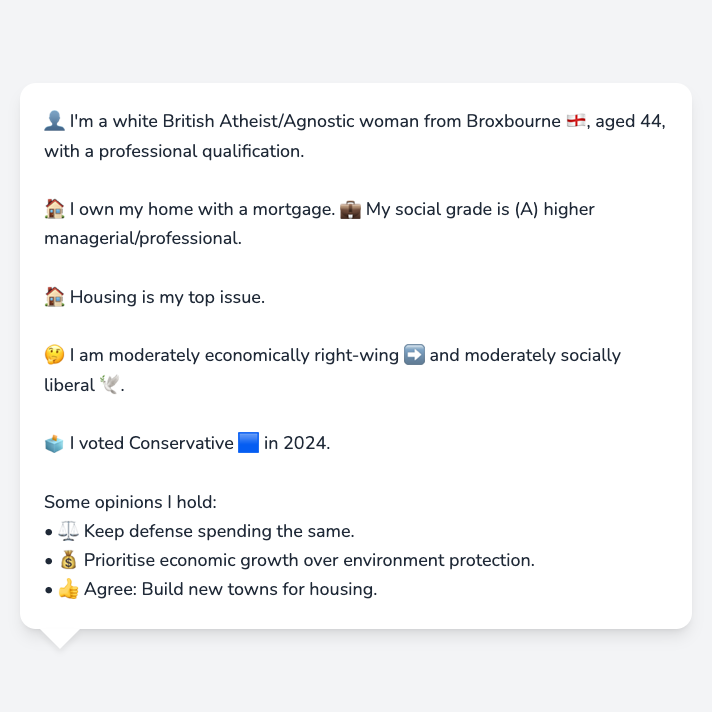 👤 I'm a white British Atheist/Agnostic woman from Broxbourne 🏴󠁧󠁢󠁥󠁮󠁧󠁿, aged 44,
with a professional qualification.
🏠 I own my home with a mortgage. 💼 My social grade is (A) higher
managerial/professional.
🏠 Housing is my top issue.
🤔 I am moderately economically right-wing ➡️ and moderately socially
liberal 🕊️.
🗳️ I voted Conservative 🟦 in 2024.
Some opinions I hold:
• ⚖️ Keep defense spending the same.
• 💰 Prioritise economic growth over environment protection.
• 👍 Agree: Build new towns for housing.